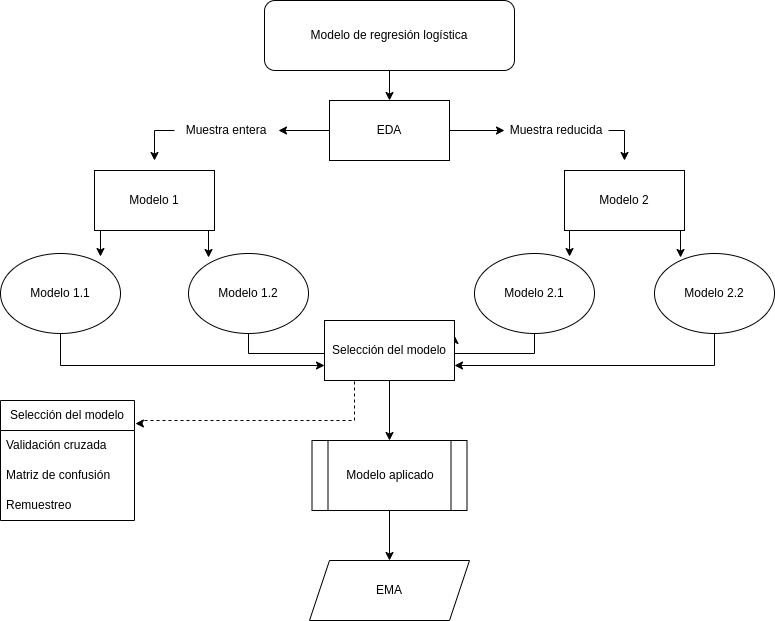 Modelo de regresión logística
Muestra entera
EDA
Muestra reducida
Modelo 1
Modelo 2
Modelo 1.1
Modelo 1.2
Modelo 2.1
Modelo 2.2
Selección del modelo
Selección del modelo
Validación cruzada
Matriz de confusión
Remuestreo
Modelo aplicado
EMA